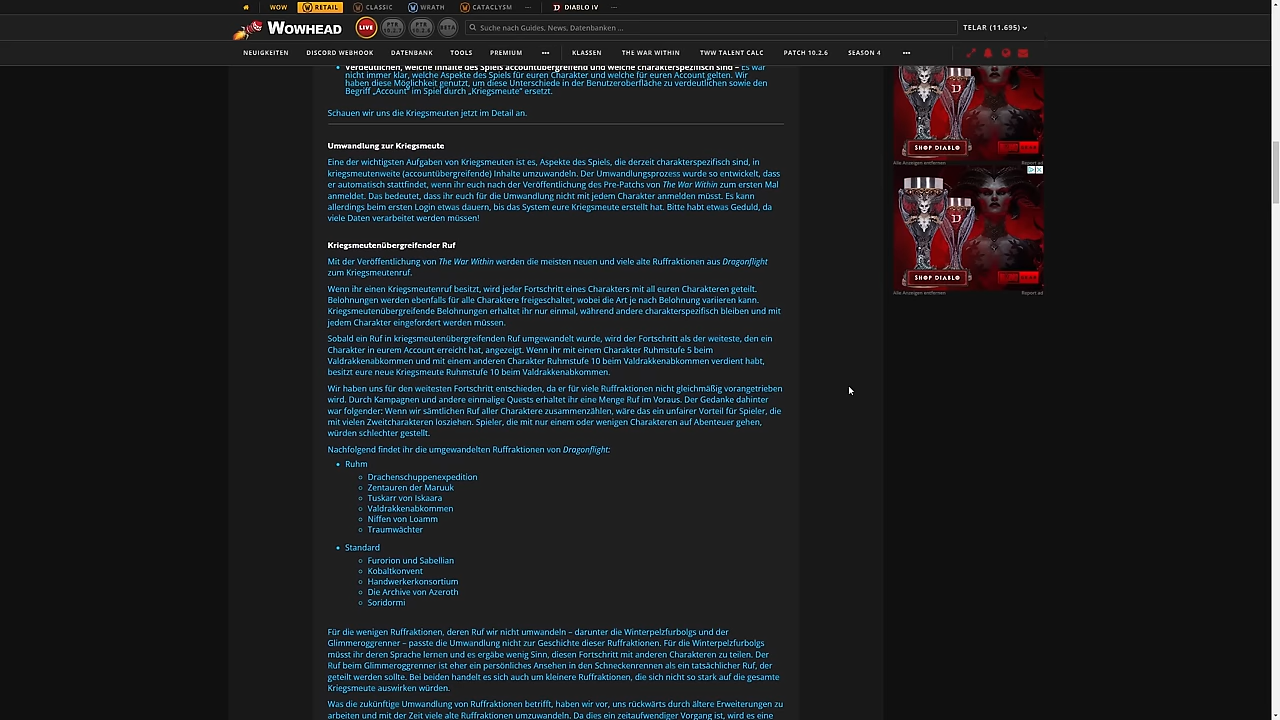 WOW RETAIL CLASSIC WRATH CATACLYSM ··· DIABLO IV ···
WOWHEAD LIVE PTR PTR BETA Suche nach Guides, News, Datenbanken ... TELAR (11.695)
NEUIGKEITEN DISCORD WEBHOOK DATENBANK TOOLS PREMIUM ••• KLASSEN THE WAR WITHIN TWW TALENT CALC PATCH 10.2.6 SEASON 4 •••
Verdeutlichen, welche Inhalte des Spiels accountübergreifend und welche charakterspezifisch sind – Es war
nicht immer klar, welche Aspekte des Spiels für euren Charakter und welche für euren Account gelten. Wir
haben diese Möglichkeit genutzt, um diese Unterschiede in der Benutzeroberfläche zu verdeutlichen sowie den
Begriff „Account“ im Spiel durch „Kriegsmeute“ ersetzt.
Schauen wir uns die Kriegsmeuten jetzt im Detail an.
Umwandlung zur Kriegsmeute
Eine der wichtigsten Aufgaben von Kriegsmeuten ist es, Aspekte des Spiels, die derzeit charakterspezifisch sind, in
kriegsmeutenweite (accountübergreifende) Inhalte umzuwandeln. Der Umwandlungsprozess wurde so entwickelt, dass
er automatisch stattfindet, wenn ihr euch nach der Veröffentlichung des Pre-Patchs von The War Within zum ersten Mal
anmeldet. Das bedeutet, dass ihr euch für die Umwandlung nicht mit jedem Charakter anmelden müsst. Es kann
allerdings beim ersten Login etwas dauern, bis das System eure Kriegsmeute erstellt hat. Bitte habt etwas Geduld, da
viele Daten verarbeitet werden müssen!
Kriegsmeutenübergreifender Ruf
Mit der Veröffentlichung von The War Within werden die meisten neuen und viele alte Ruffraktionen aus Dragonflight
zum Kriegsmeutenruf.
Wenn ihr einen Kriegsmeutenruf besitzt, wird jeder Fortschritt eines Charakters mit all euren Charakteren geteilt.
Belohnungen werden ebenfalls für alle Charaktere freigeschaltet, wobei die Art je nach Belohnung variieren kann.
Kriegsmeutenübergreifende Belohnungen erhaltet ihr nur einmal, während andere charakterspezifisch bleiben und mit
jedem Charakter eingefordert werden müssen.
Sobald ein Ruf in kriegsmeutenübergreifenden Ruf umgewandelt wurde, wird der Fortschritt als der weiteste, den ein
Charakter in eurem Account erreicht hat, angezeigt. Wenn ihr mit einem Charakter Ruhmstufe 5 beim
Valdrakkenabkommen und mit einem anderen Charakter Ruhmstufe 10 beim Valdrakkenabkommen verdient habt,
besitzt eure neue Kriegsmeute Ruhmstufe 10 beim Valdrakkenabkommen.
Wir haben uns für den weitesten Fortschritt entschieden, da er für viele Ruffraktionen nicht gleichmäßig vorangetrieben
wird. Durch Kampagnen und andere einmalige Quests erhaltet ihr eine Menge Ruf im Voraus. Der Gedanke dahinter
war folgender: Wenn wir sämtlichen Ruf aller Charaktere zusammenzählen, wäre das ein unfairer Vorteil für Spieler, die
mit vielen Zweitcharakteren losziehen. Spieler, die mit nur einem oder wenigen Charakteren auf Abenteuer gehen,
würden schlechter gestellt.
Nachfolgend findet ihr die umgewandelten Ruffraktionen von Dragonflight:
Ruhm
Drachenschuppenexpedition
Zentauren der Maruuk
Tuskarr von Iskaara
Valdrakkenabkommen
Niffen von Loamm
Traumwächter
Standard
Furorion und Sabellian
Kobaltkonvent
Handwerkerkonsortium
Die Archive von Azeroth
Soridormi
Für die wenigen Ruffraktionen, deren Ruf wir nicht umwandeln – darunter die Winterpelzfurbolgs und der
Glimmeroggrenner – passte die Umwandlung nicht zur Geschichte dieser Ruffraktionen. Für die Winterpelzfurbolgs
müsst ihr deren Sprache lernen und es ergäbe wenig Sinn, diesen Fortschritt mit anderen Charakteren zu teilen. Der
Ruf beim Glimmeroggrenner ist eher ein persönliches Ansehen in den Schneckenrennen als ein tatsächlicher Ruf, der
geteilt werden sollte. Bei beiden handelt es sich auch um kleinere Ruffraktionen, die sich nicht so stark auf die gesamte
Kriegsmeute auswirken würden.
Was die zukünftige Umwandlung von Ruffraktionen betrifft, haben wir vor, uns rückwärts durch ältere Erweiterungen zu
arbeiten und mit der Zeit viele alte Ruffraktionen umzuwandeln. Da dies ein zeitaufwendiger Vorgang ist, wird es eine
SHOP DIABLO
Alle Anzeigen entfernen Report ad
SHOP DIABLO
Alle Anzeigen entfernen Report ad